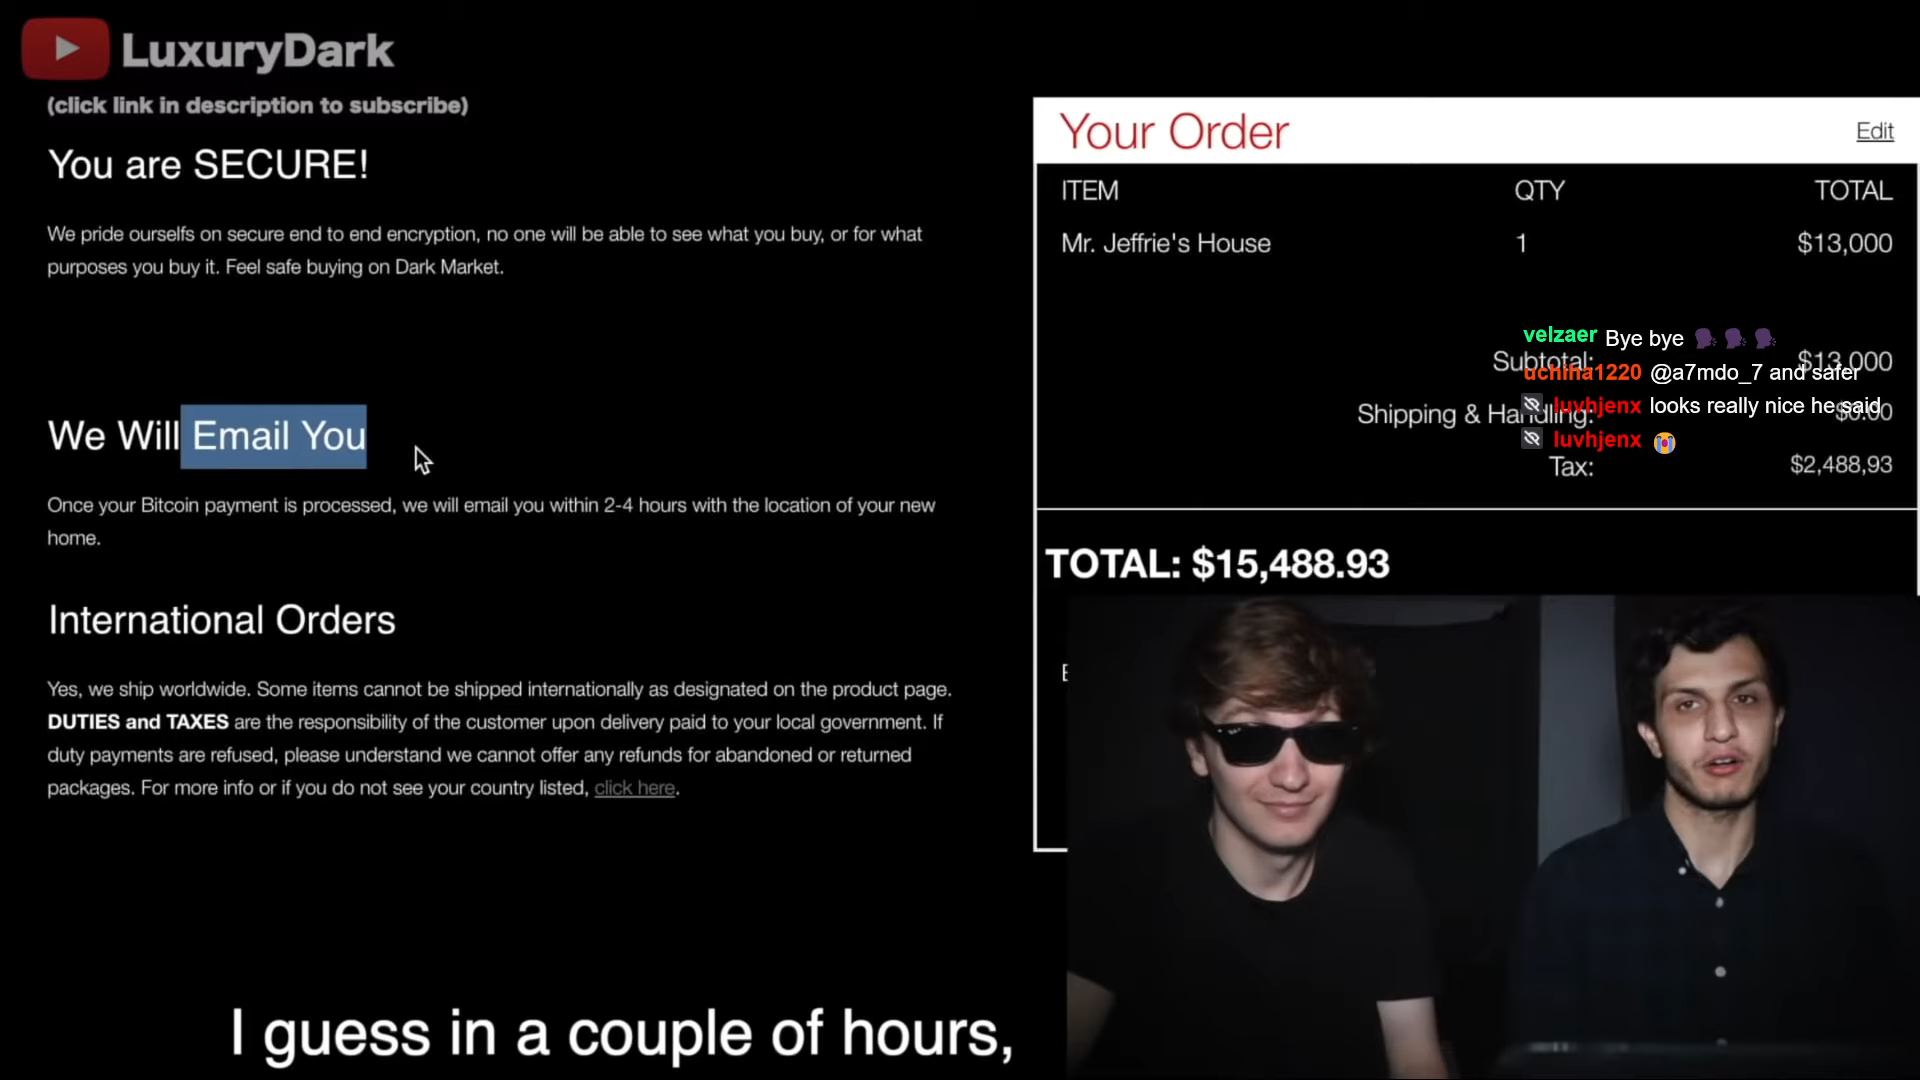 LuxuryDark
(click link in description to subscribe)
You are SECURE!
We pride ourselfs on secure end to end encryption, no one will be able to see what you buy, or for what
purposes you buy it. Feel safe buying on Dark Market.
We Will Email You
Once your Bitcoin payment is processed, we will email you within 2-4 hours with the location of your new
home.
International Orders
Yes, we ship worldwide. Some items cannot be shipped internationally as designated on the product page.
DUTIES and TAXES are the responsibility of the customer upon delivery paid to your local government. If
duty payments are refused, please understand we cannot offer any refunds for abandoned or returned
packages. For more info or if you do not see your country listed, click here.
Your Order
Edit
ITEM QTY TOTAL
Mr. Jeffrie's House 1 $13,000
Subtotal: $13,000
Shipping & Handling: $0.00
Tax: $2,488,93
TOTAL: $15,488.93
velzaer Bye bye 🗣️🗣️🗣️
uchiha1220 @a7mdo_7 and safer
luvhjenx looks really nice he said
luvhjenx 😭
I guess in a couple of hours,